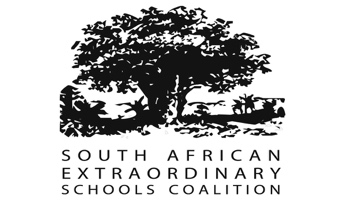 SOUTH AFRICAN
EXTRAORDINARY
SCHOOLS COALITION